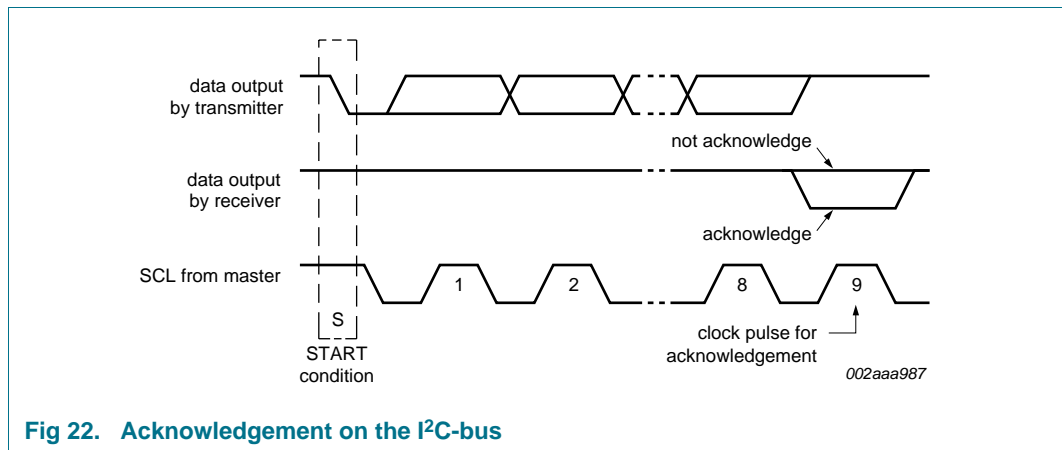 data output
by transmitter
not acknowledge
data output
by receiver
acknowledge
SCL from master
1
2
8
9
S
START
condition
clock pulse for
acknowledgement
002aaa987
Fig 22. Acknowledgement on the I²C-bus